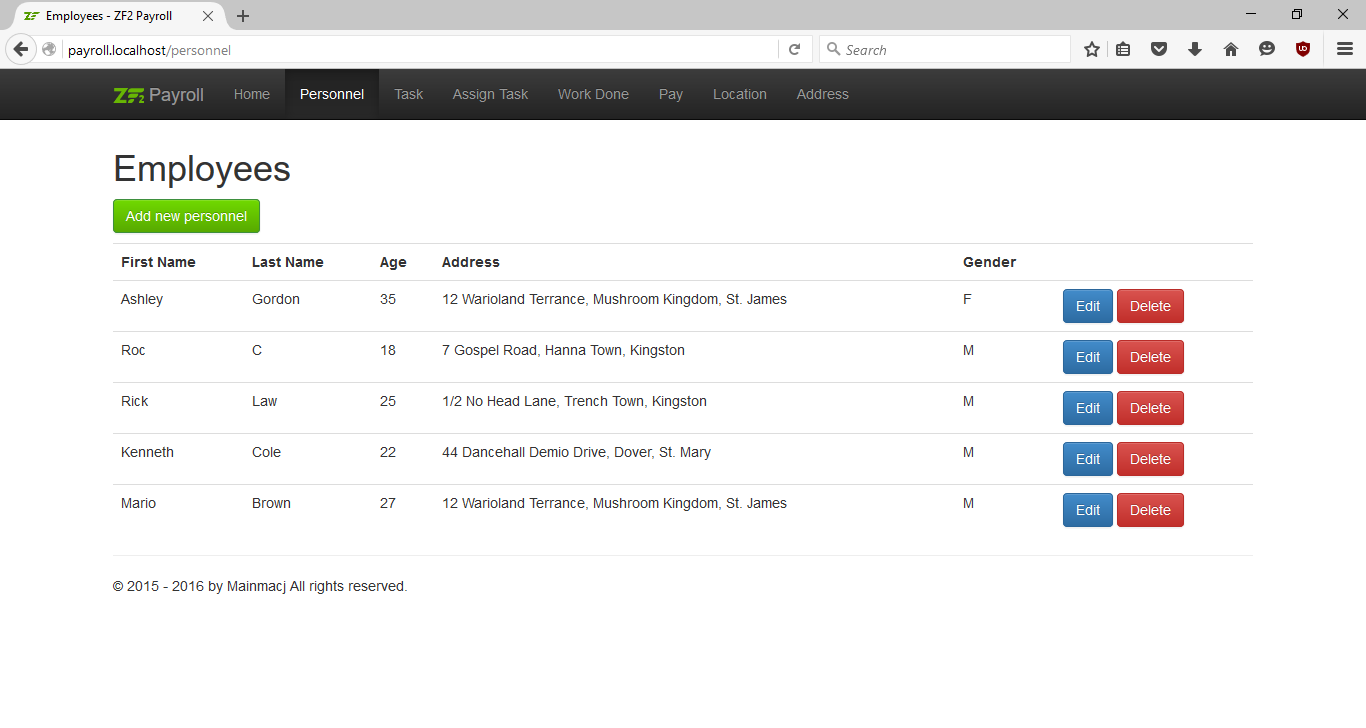 Employees - ZF2 Payroll
payroll.localhost/personnel
Search
ZF2 Payroll Home Personnel Task Assign Task Work Done Pay Location Address
Employees
Add new personnel
First Name Last Name Age Address Gender
Ashley Gordon 35 12 Warioland Terrance, Mushroom Kingdom, St. James F Edit Delete
Roc C 18 7 Gospel Road, Hanna Town, Kingston M Edit Delete
Rick Law 25 1/2 No Head Lane, Trench Town, Kingston M Edit Delete
Kenneth Cole 22 44 Dancehall Demio Drive, Dover, St. Mary M Edit Delete
Mario Brown 27 12 Warioland Terrance, Mushroom Kingdom, St. James M Edit Delete
© 2015 - 2016 by Mainmacj All rights reserved.